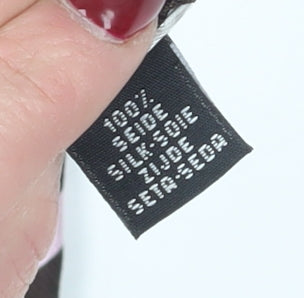 100%
SEIDE
SILK-SOIE
ZIJDE
SETA-SEDA